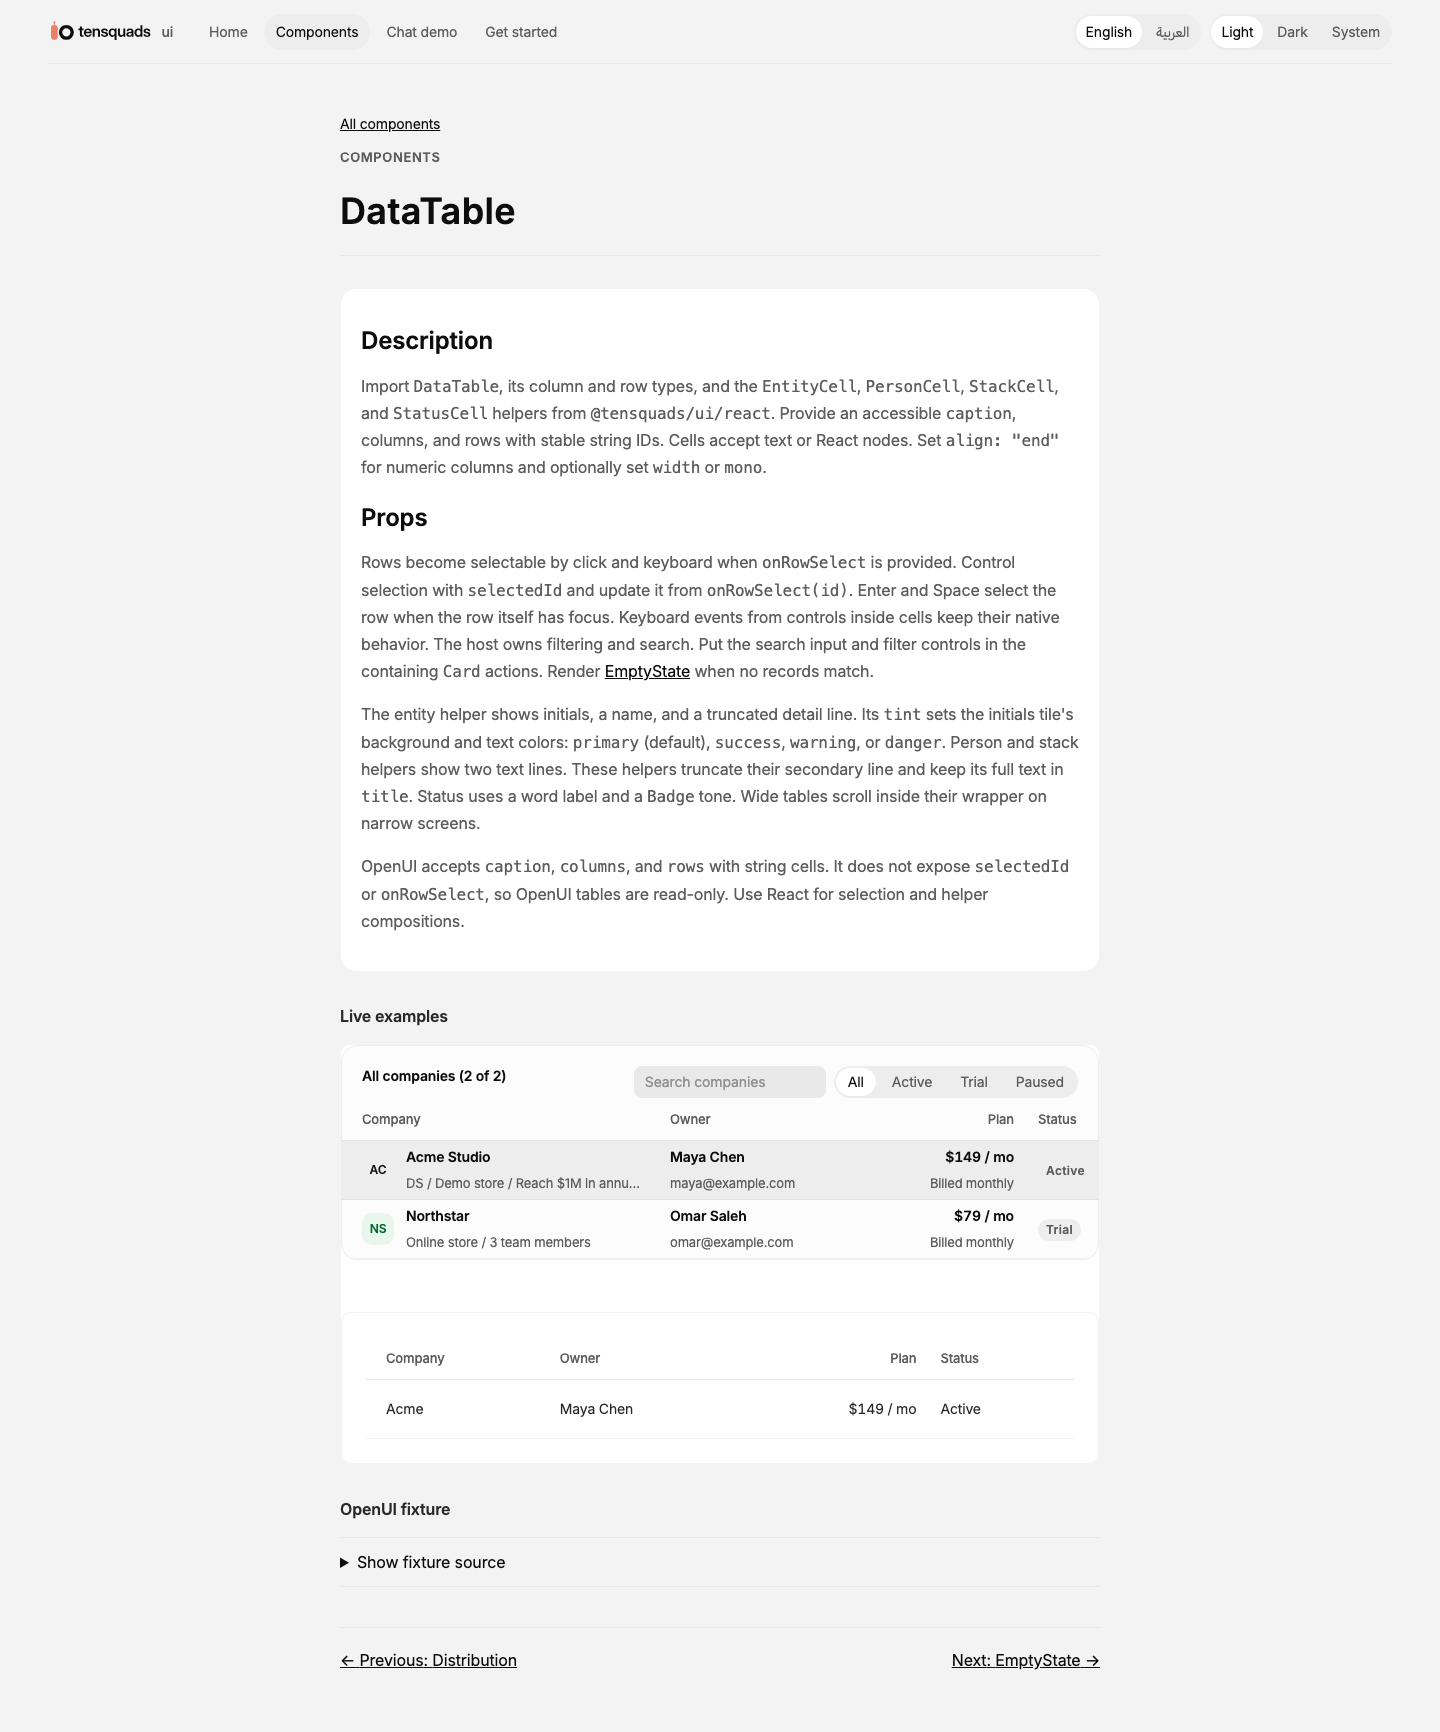 tensquads ui Home Components Chat demo Get started English العربية Light Dark System
All components
COMPONENTS
DataTable
Description
Import DataTable, its column and row types, and the EntityCell, PersonCell, StackCell,
and StatusCell helpers from @tensquads/ui/react. Provide an accessible caption,
columns, and rows with stable string IDs. Cells accept text or React nodes. Set align: "end"
for numeric columns and optionally set width or mono.
Props
Rows become selectable by click and keyboard when onRowSelect is provided. Control
selection with selectedId and update it from onRowSelect(id). Enter and Space select the
row when the row itself has focus. Keyboard events from controls inside cells keep their native
behavior. The host owns filtering and search. Put the search input and filter controls in the
containing Card actions. Render EmptyState when no records match.
The entity helper shows initials, a name, and a truncated detail line. Its tint sets the initials tile's
background and text colors: primary (default), success, warning, or danger. Person and stack
helpers show two text lines. These helpers truncate their secondary line and keep its full text in
title. Status uses a word label and a Badge tone. Wide tables scroll inside their wrapper on
narrow screens.
OpenUI accepts caption, columns, and rows with string cells. It does not expose selectedId
or onRowSelect, so OpenUI tables are read-only. Use React for selection and helper
compositions.
Live examples
All companies (2 of 2) Search companies All Active Trial Paused
Company Owner Plan Status
AC Acme Studio Maya Chen $149 / mo Active
DS / Demo store / Reach $1M in annu... maya@example.com Billed monthly
NS Northstar Omar Saleh $79 / mo Trial
Online store / 3 team members omar@example.com Billed monthly
Company Owner Plan Status
Acme Maya Chen $149 / mo Active
OpenUI fixture
▶ Show fixture source
← Previous: Distribution Next: EmptyState →